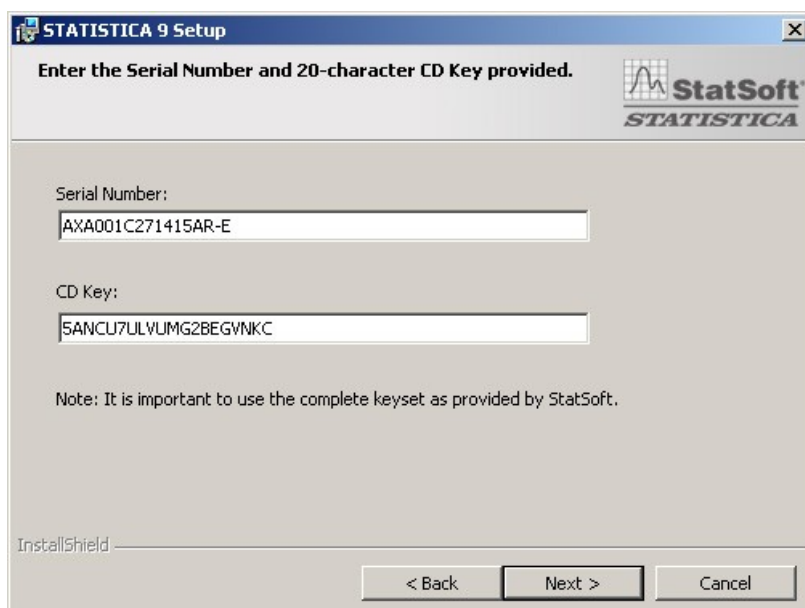 STATISTICA 9 Setup
Enter the Serial Number and 20-character CD Key provided.
StatSoft
STATISTICA
Serial Number:
AXA001C271415AR-E
CD Key:
5ANCU7ULVUMG2BEGVNKC
Note: It is important to use the complete keyset as provided by StatSoft.
InstallShield
< Back
Next >
Cancel